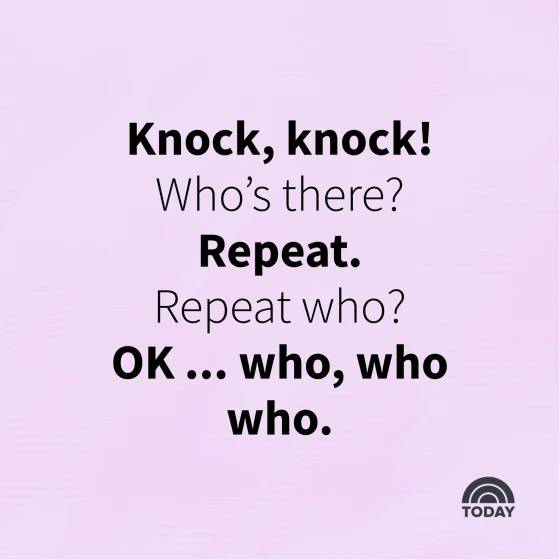 Knock, knock!
Who’s there?
Repeat.
Repeat who?
OK ... who, who
who.
TODAY